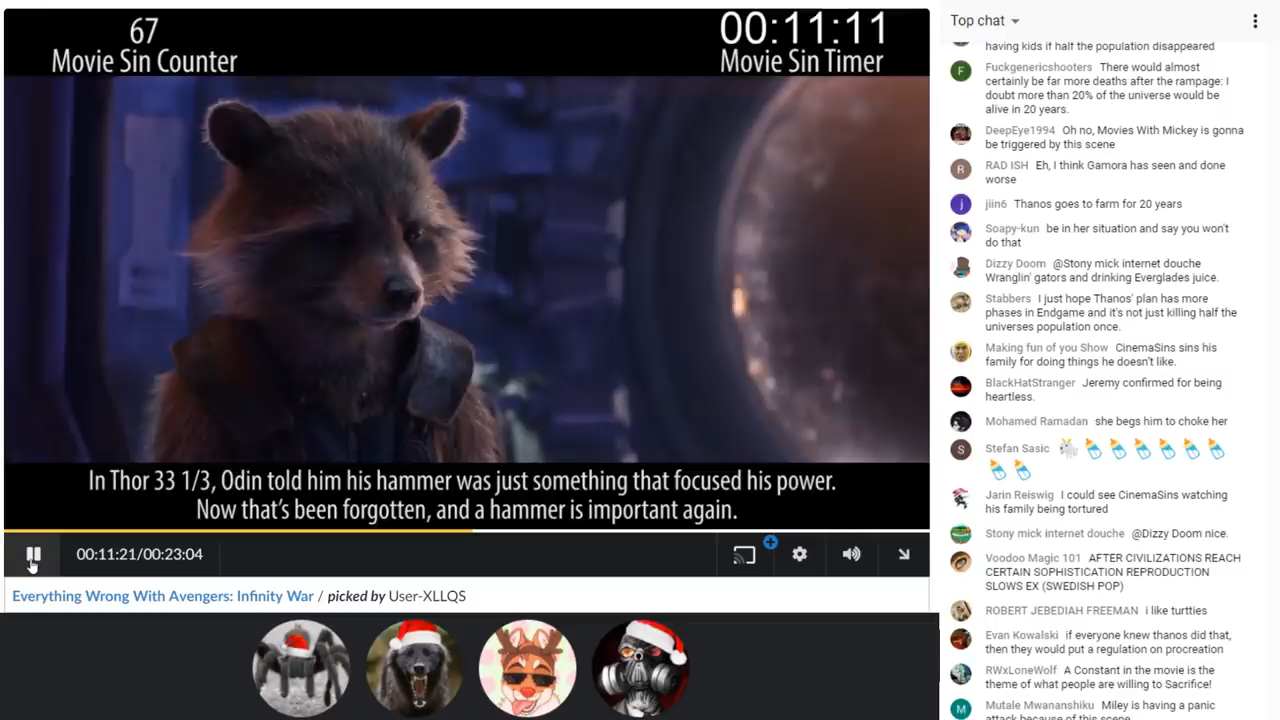 67
Movie Sin Counter
00:11:11
Movie Sin Timer
In Thor 33 1/3, Odin told him his hammer was just something that focused his power.
Now that's been forgotten, and a hammer is important again.
00:11:21/00:23:04
Everything Wrong With Avengers: Infinity War / picked by User-XLLQS
Top chat
having kids if half the population disappeared
F
Fuckgenericshooters There would almost
certainly be far more deaths after the rampage: I
doubt more than 20% of the universe would be
alive in 20 years.
DeepEye1994 Oh no, Movies With Mickey is gonna
be triggered by this scene
R
RAD ISH Eh, I think Gamora has seen and done
worse
j
jiin6 Thanos goes to farm for 20 years
Soapy-kun be in her situation and say you won't
do that
Dizzy Doom @Stony mick internet douche
Wranglin' gators and drinking Everglades juice.
Stabbers I just hope Thanos' plan has more
phases in Endgame and it's not just killing half the
universes population once.
Making fun of you Show CinemaSins sins his
family for doing things he doesn't like.
BlackHatStranger Jeremy confirmed for being
heartless.
Mohamed Ramadan she begs him to choke her
S
Stefan Sasic
Jarin Reiswig I could see CinemaSins watching
his family being tortured
Stony mick internet douche @Dizzy Doom nice.
Voodoo Magic 101 AFTER CIVILIZATIONS REACH
CERTAIN SOPHISTICATION REPRODUCTION
SLOWS EX (SWEDISH POP)
ROBERT JEBEDIAH FREEMAN i like turtties
Evan Kowalski if everyone knew thanos did that,
then they would put a regulation on procreation
RWxLoneWolf A Constant in the movie is the
theme of what people are willing to Sacrifice!
M
Mutale Mwananshiku Miley is having a panic
attack because of this scene